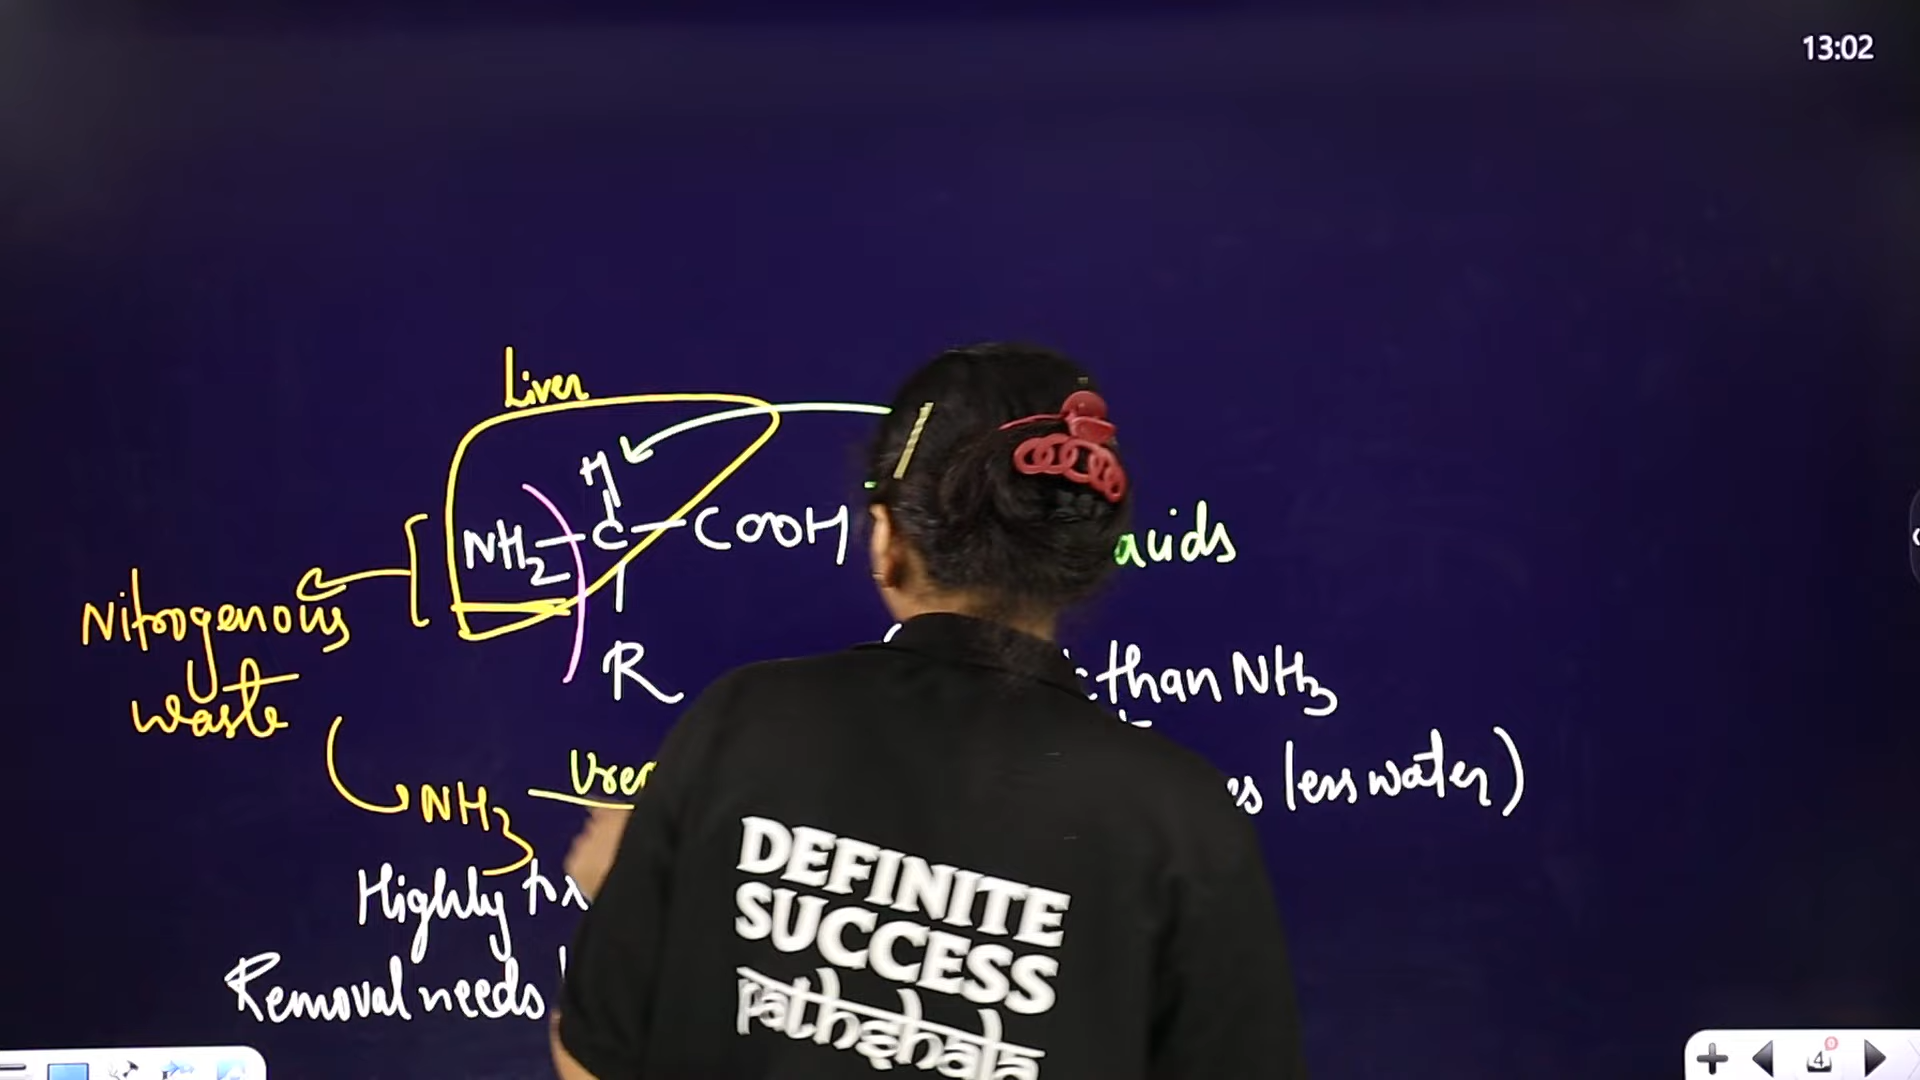 13:02
Liver
H
NH2 - C - COOH
acids
Nitrogenous
waste
R
than NH3
Urea
less water)
NH3
Highly
Removal needs
DEFINITE
SUCCESS
Pathshala
4